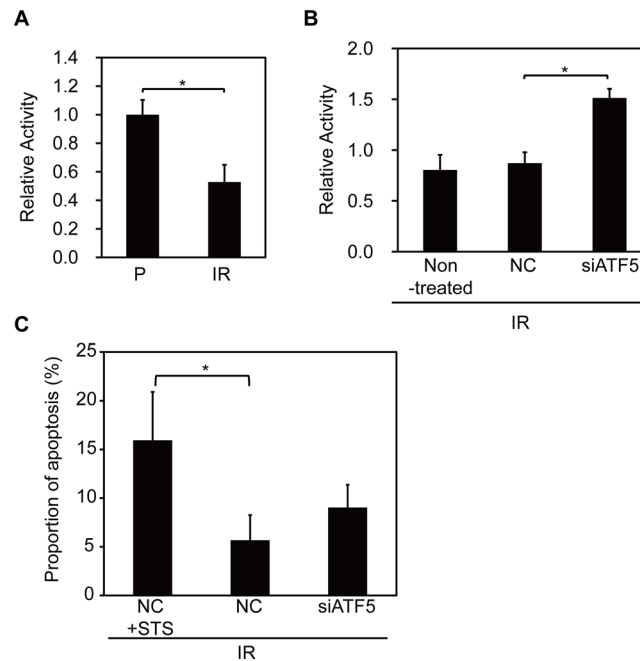 A
Relative Activity
1.4
1.2
1.0
0.8
0.6
0.4
0.2
0.0
*
P IR
B
Relative Activity
2.0
1.5
1.0
0.5
0.0
*
Non NC siATF5
-treated
IR
C
Proportion of apoptosis (%)
25
20
15
10
5
0
*
NC NC siATF5
+STS
IR